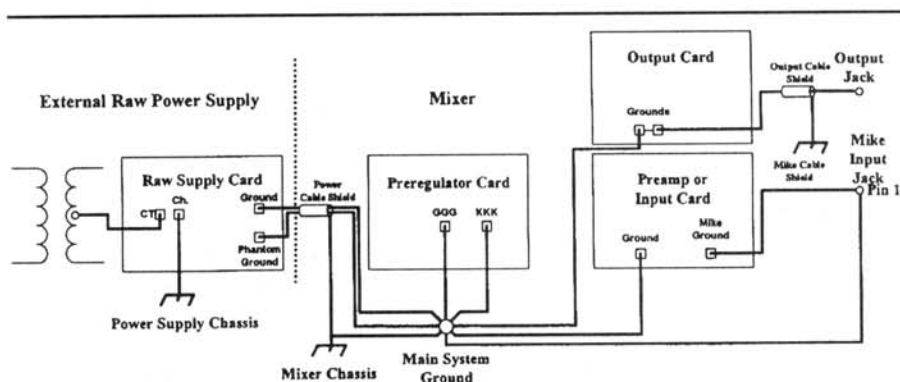 External Raw Power Supply
Mixer
Output Card
Grounds
Output Cable
Shield
Output
Jack
Raw Supply Card
CT
Ch.
Ground
Phantom
Ground
Power
Cable Shield
Preregulator Card
GGG
KKK
Preamp or
Input Card
Ground
Mike
Ground
Mike Cable
Shield
Mike
Input
Jack
Pin 1
Power Supply Chassis
Mixer Chassis
Main System
Ground